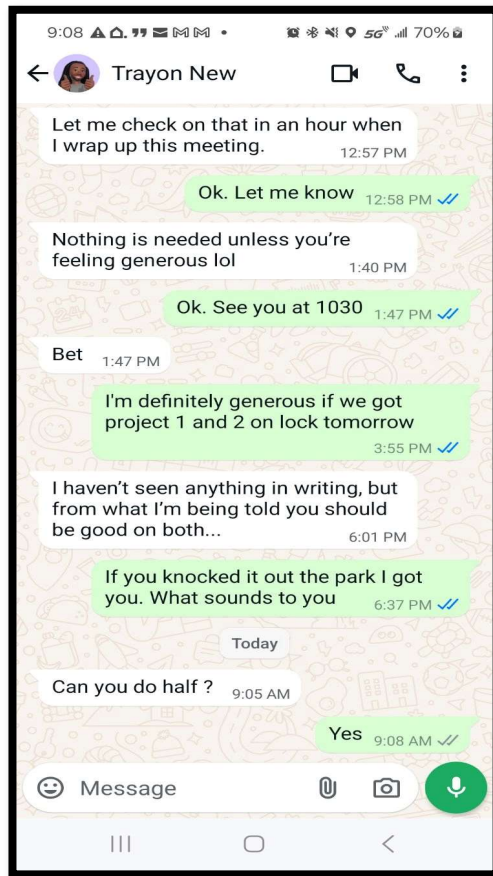 9:08
5G 70%
Trayon New
Let me check on that in an hour when
I wrap up this meeting.
12:57 PM
Ok. Let me know 12:58 PM
Nothing is needed unless you're
feeling generous lol
1:40 PM
Ok. See you at 1030 1:47 PM
Bet 1:47 PM
I'm definitely generous if we got
project 1 and 2 on lock tomorrow
3:55 PM
I haven't seen anything in writing, but
from what I'm being told you should
be good on both...
6:01 PM
If you knocked it out the park I got
you. What sounds to you 6:37 PM
Today
Can you do half ? 9:05 AM
Yes 9:08 AM
Message